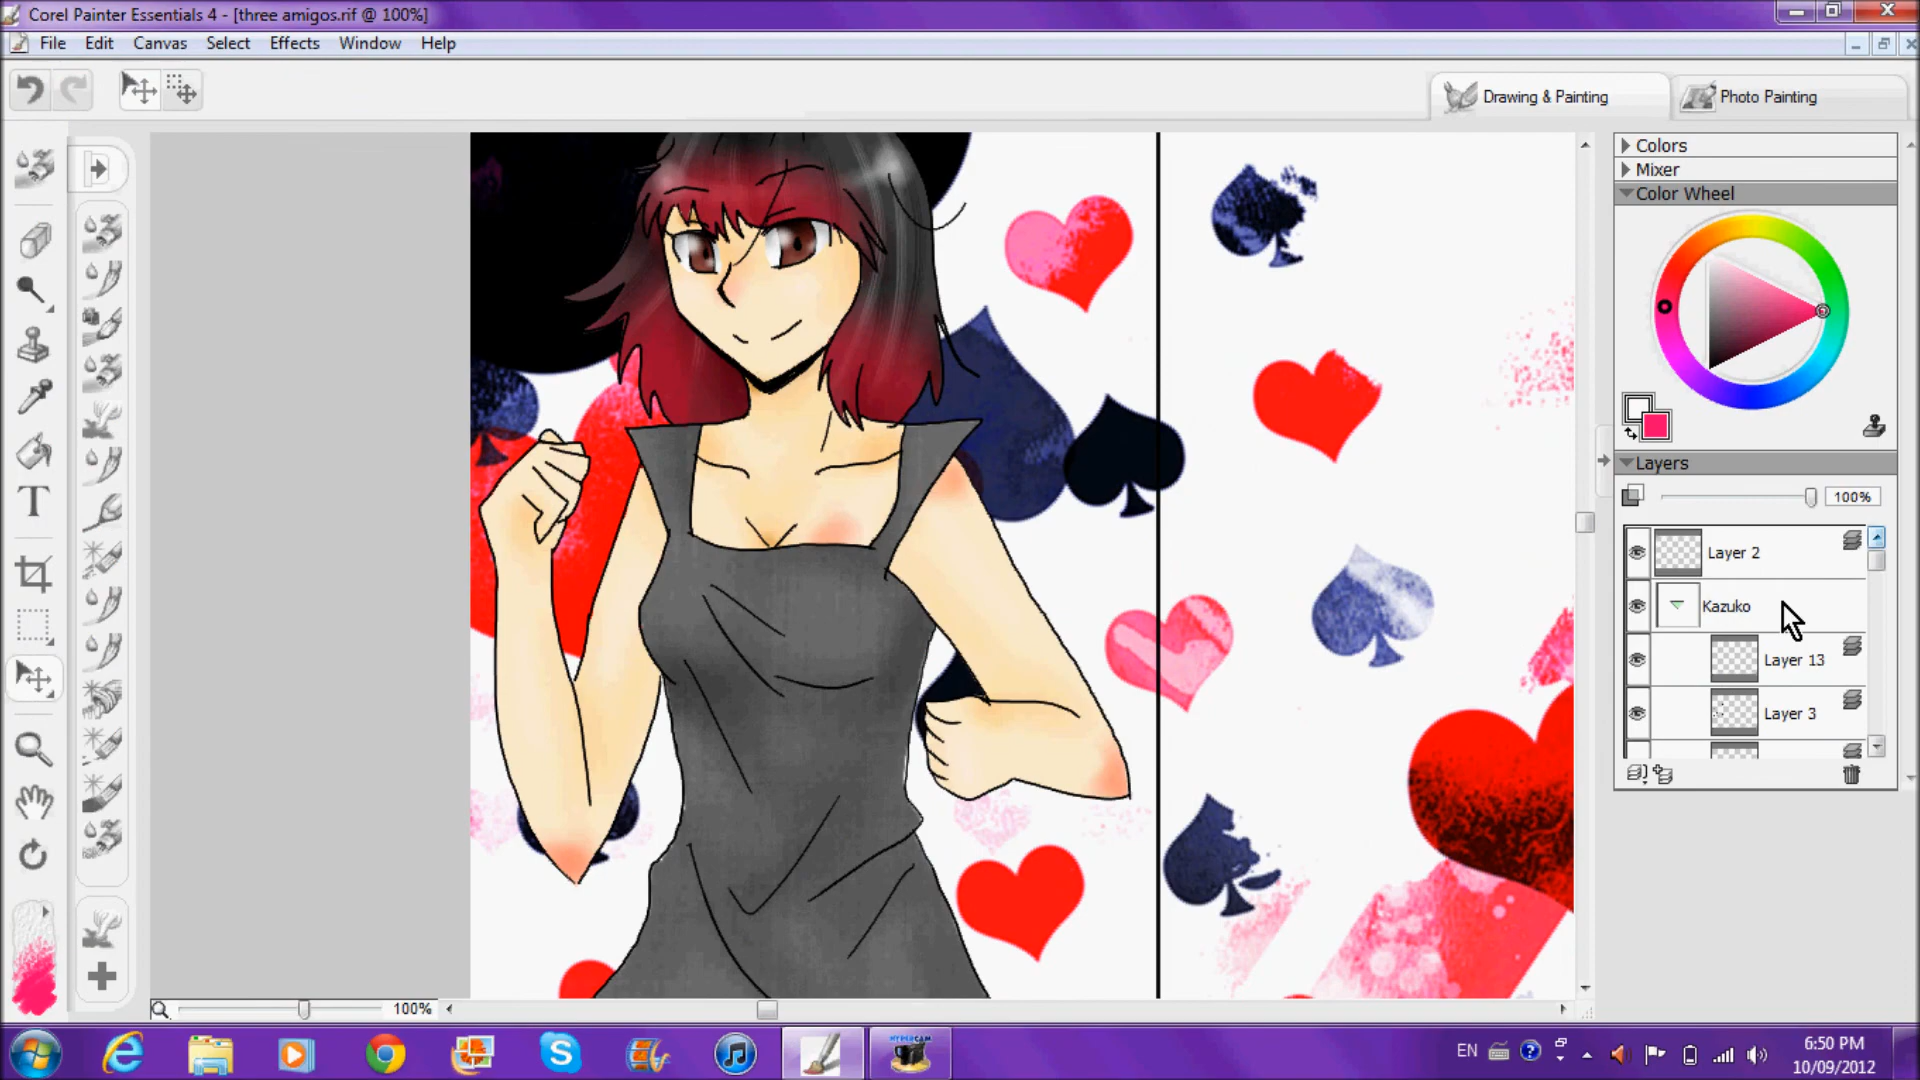 Corel Painter Essentials 4 - [three amigos.rif @ 100%]
File Edit Canvas Select Effects Window Help
Drawing & Painting Photo Painting
Colors
Mixer
Color Wheel
Layers
100%
Layer 2
Kazuko
Layer 13
Layer 3
T
100%
HYPERCAM
EN
6:50 PM
10/09/2012